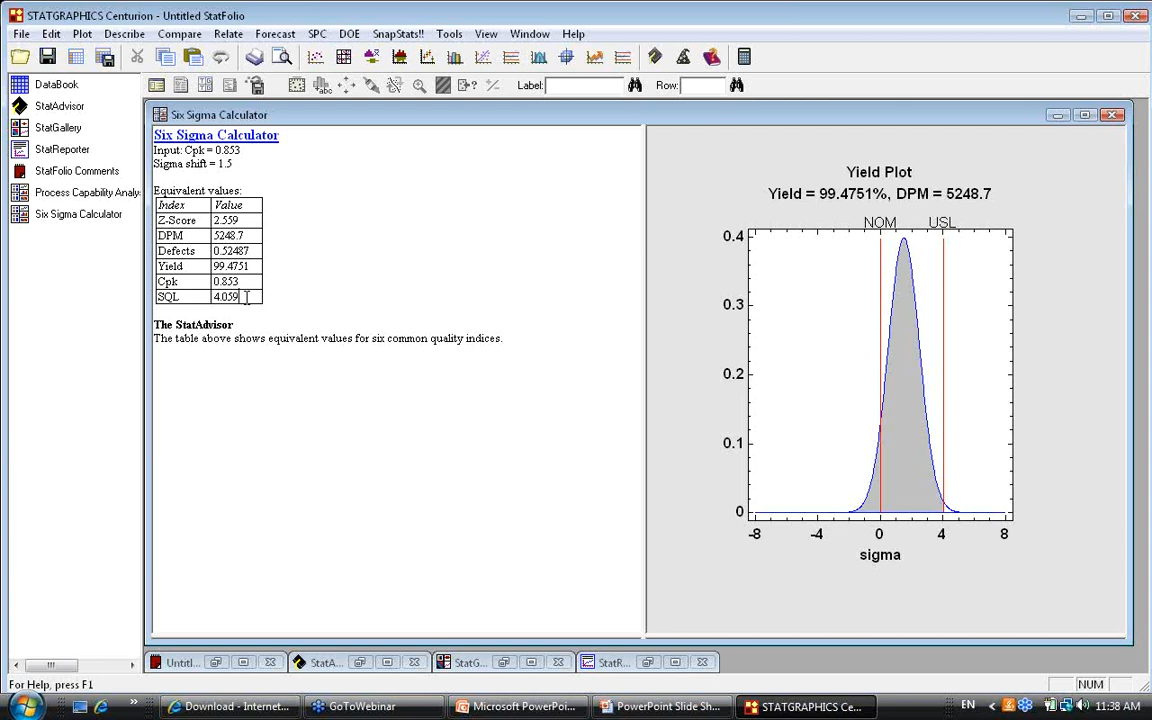 STATGRAPHICS Centurion - Untitled StatFolio
File Edit Plot Describe Compare Relate Forecast SPC DOE SnapStats!! Tools View Window Help
Label: Row:
DataBook
StatAdvisor
StatGallery
StatReporter
StatFolio Comments
Process Capability Analy
Six Sigma Calculator
Six Sigma Calculator
Six Sigma Calculator
Input: Cpk = 0.853
Sigma shift = 1.5
Equivalent values:
Index Value
Z-Score 2.559
DPM 5248.7
Defects 0.52487
Yield 99.4751
Cpk 0.853
SQL 4.059
The StatAdvisor
The table above shows equivalent values for six common quality indices.
Yield Plot
Yield = 99.4751%, DPM = 5248.7
NOM USL
0.4
0.3
0.2
0.1
0
-8 -4 0 4 8
sigma
Untitl... StatA... StatG... StatR...
For Help, press F1
NUM
Download - Internet... GoToWebinar Microsoft PowerPoi... PowerPoint Slide Sh... STATGRAPHICS Ce... EN 11:38 AM